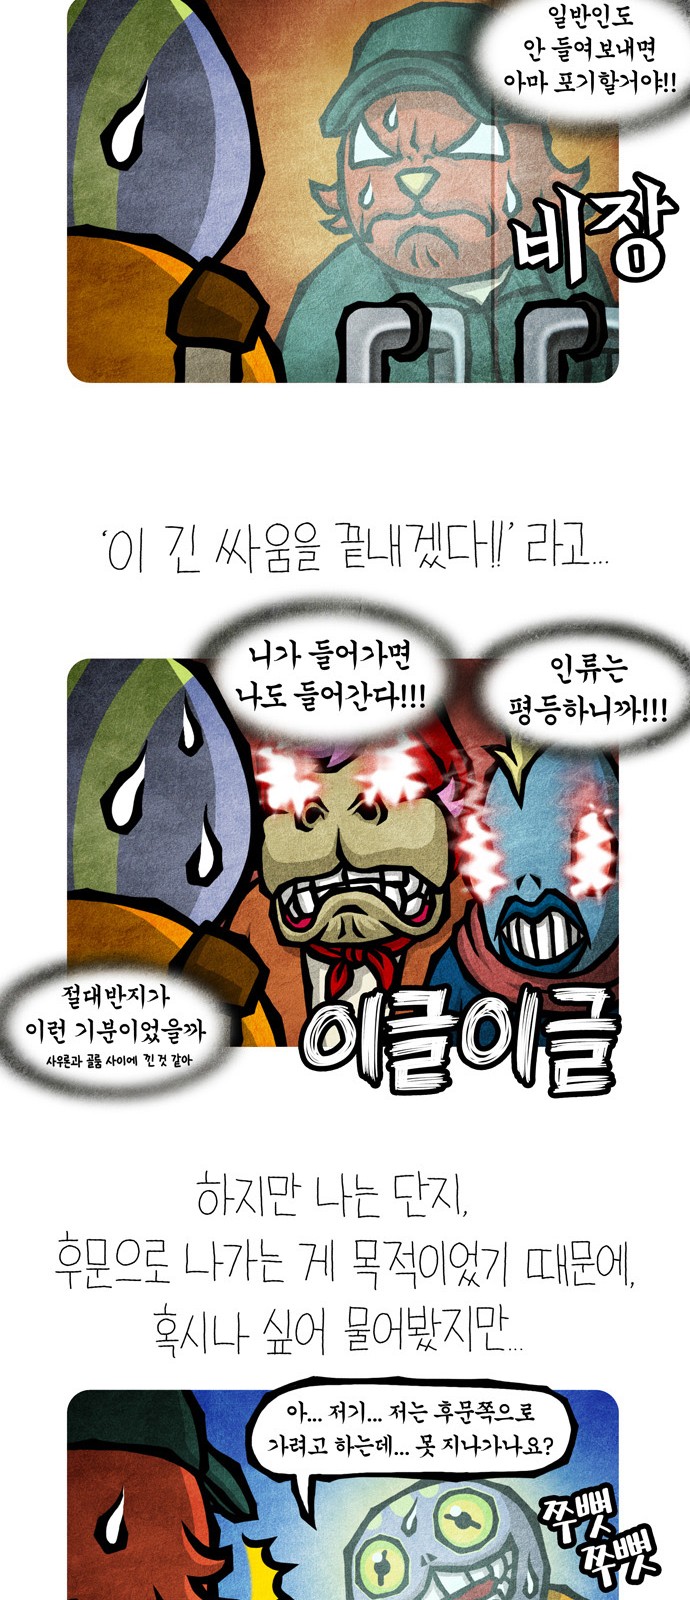 일반인도
안 들여보내면
아마 포기할거야!!
비장
‘이 긴 싸움을 끝내겠다!!’ 라고...
니가 들어가면
나도 들어간다!!!
인류는
평등하니까!!!
절대반지가
이런 기분이었을까
사우론과 골룸 사이에 낀 것 같아
이글이글
하지만 나는 단지,
후문으로 나가는 게 목적이었기 때문에,
혹시나 싶어 물어봤지만...
아... 저기... 저는 후문쪽으로
가려고 하는데... 못 지나가나요?
쭈뼛
쭈뼛